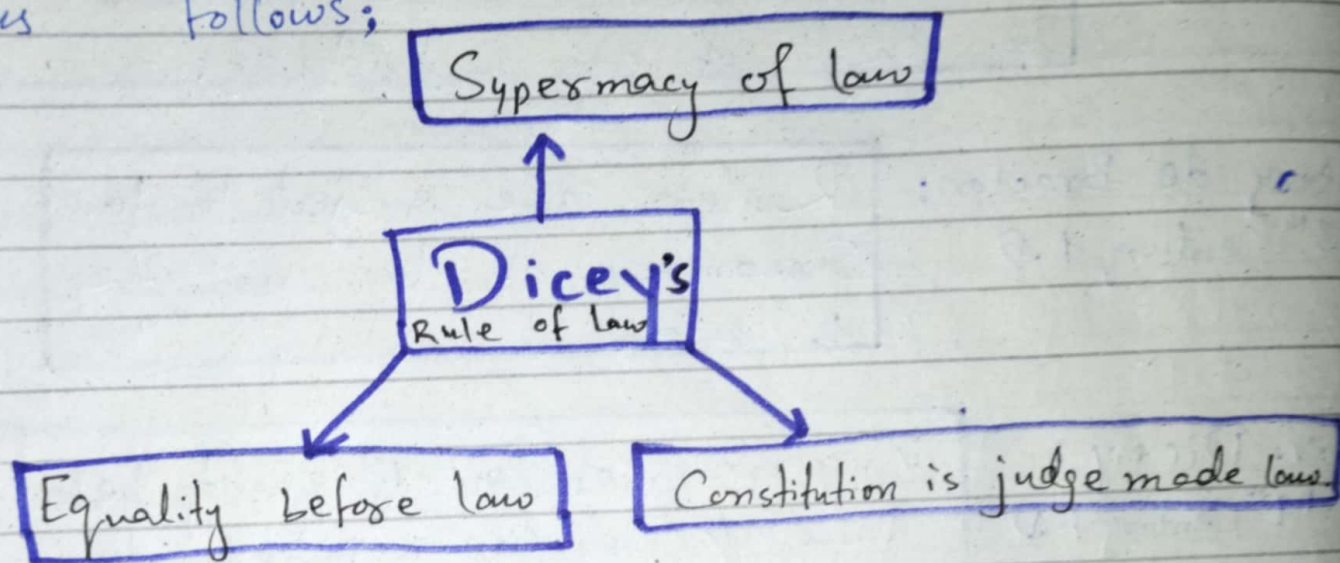 follows;
Sypermacy of law
Dicey's
Rule of law
Equality before law
Constitution is judge made law.